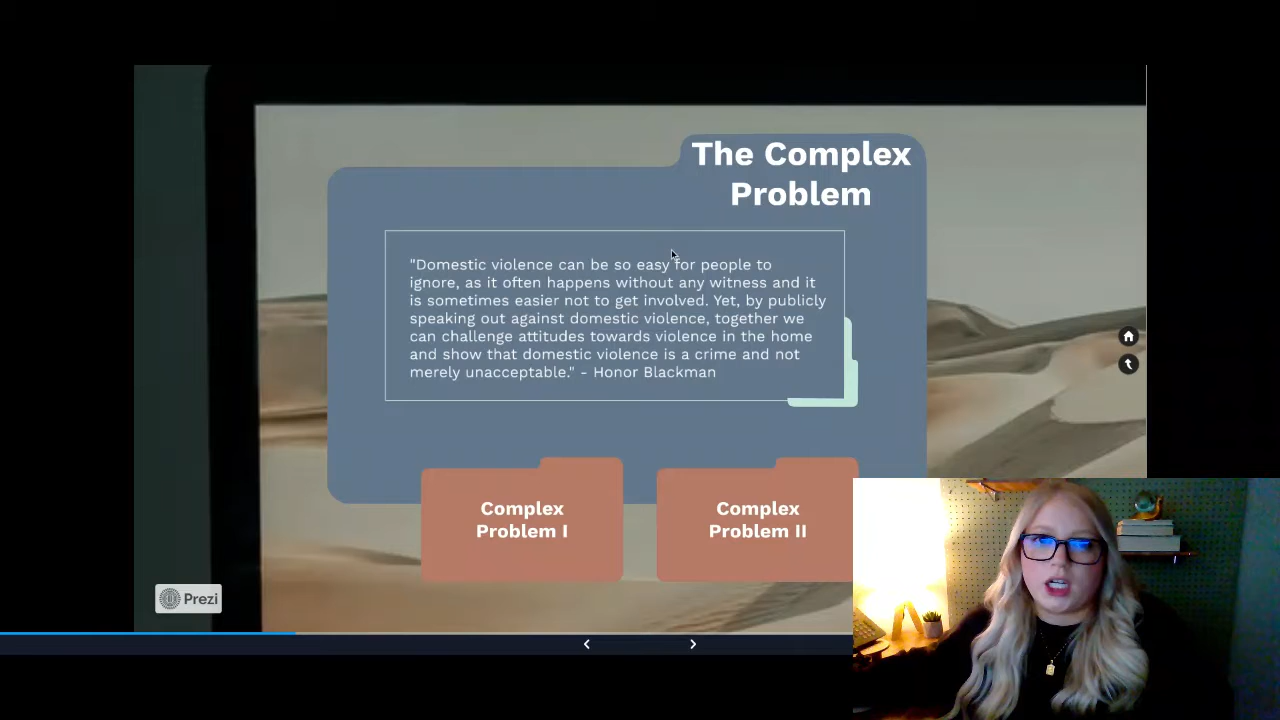 The Complex
Problem
"Domestic violence can be so easy for people to
ignore, as it often happens without any witness and it
is sometimes easier not to get involved. Yet, by publicly
speaking out against domestic violence, together we
can challenge attitudes towards violence in the home
and show that domestic violence is a crime and not
merely unacceptable." - Honor Blackman
Complex
Problem I
Complex
Problem II
Prezi